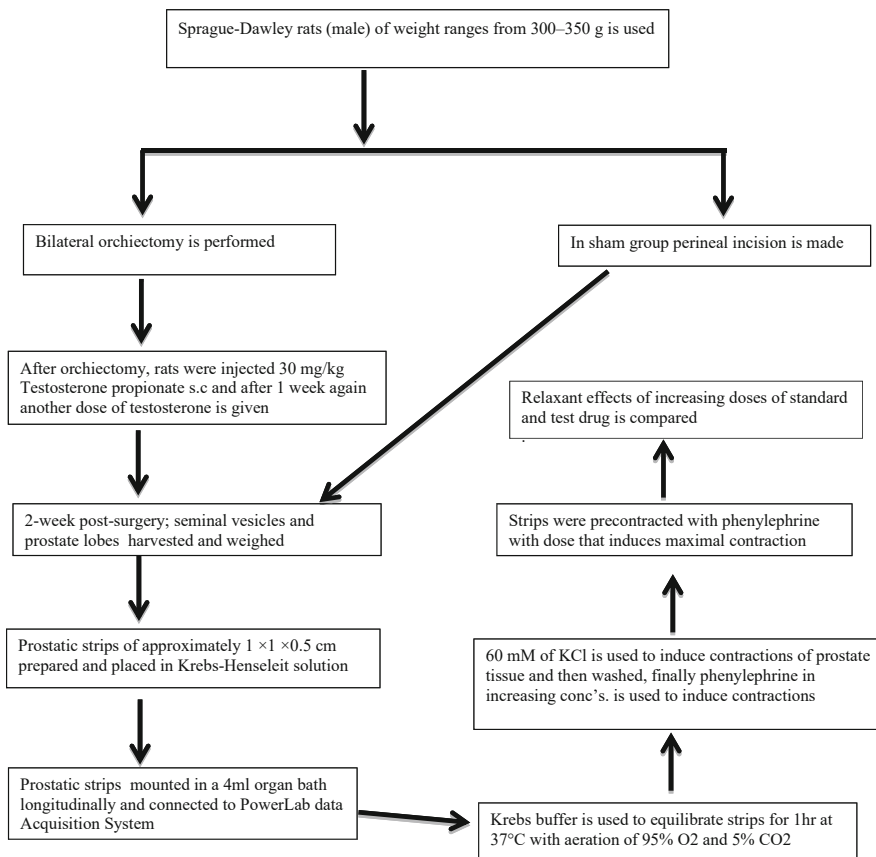 Sprague-Dawley rats (male) of weight ranges from 300–350 g is used
Bilateral orchiectomy is performed
In sham group perineal incision is made
After orchiectomy, rats were injected 30 mg/kg
Testosterone propionate s.c and after 1 week again
another dose of testosterone is given
2-week post-surgery; seminal vesicles and
prostate lobes harvested and weighed
Prostatic strips of approximately 1 ×1 ×0.5 cm
prepared and placed in Krebs-Henseleit solution
Prostatic strips mounted in a 4ml organ bath
longitudinally and connected to PowerLab data
Acquisition System
Krebs buffer is used to equilibrate strips for 1hr at
37°C with aeration of 95% O2 and 5% CO2
60 mM of KCl is used to induce contractions of prostate
tissue and then washed, finally phenylephrine in
increasing conc's. is used to induce contractions
Strips were precontracted with phenylephrine
with dose that induces maximal contraction
Relaxant effects of increasing doses of standard
and test drug is compared
.